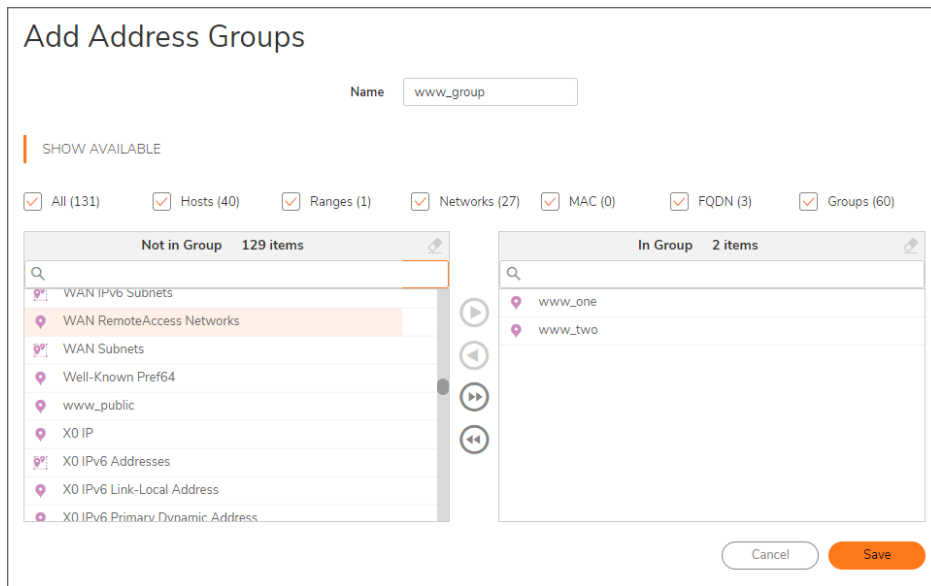 Add Address Groups
Name www_group
SHOW AVAILABLE
All (131) Hosts (40) Ranges (1) Networks (27) MAC (0) FQDN (3) Groups (60)
Not in Group 129 items
In Group 2 items
WAN IPv6 Subnets
WAN RemoteAccess Networks
WAN Subnets
Well-Known Pref64
www_public
X0 IP
X0 IPv6 Addresses
X0 IPv6 Link-Local Address
X0 IPv6 Primary Dynamic Address
www_one
www_two
Cancel Save